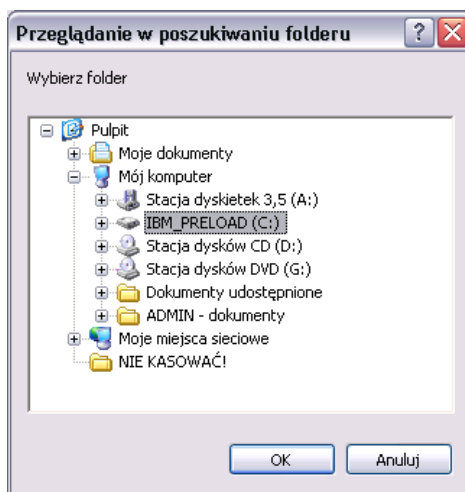 Przeglądanie w poszukiwaniu folderu
Wybierz folder
Pulpit
Moje dokumenty
Mój komputer
Stacja dyskietek 3,5 (A:)
IBM_PRELOAD (C:)
Stacja dysków CD (D:)
Stacja dysków DVD (G:)
Dokumenty udostępnione
ADMIN - dokumenty
Moje miejsca sieciowe
NIE KASOWAĆ!
OK Anuluj